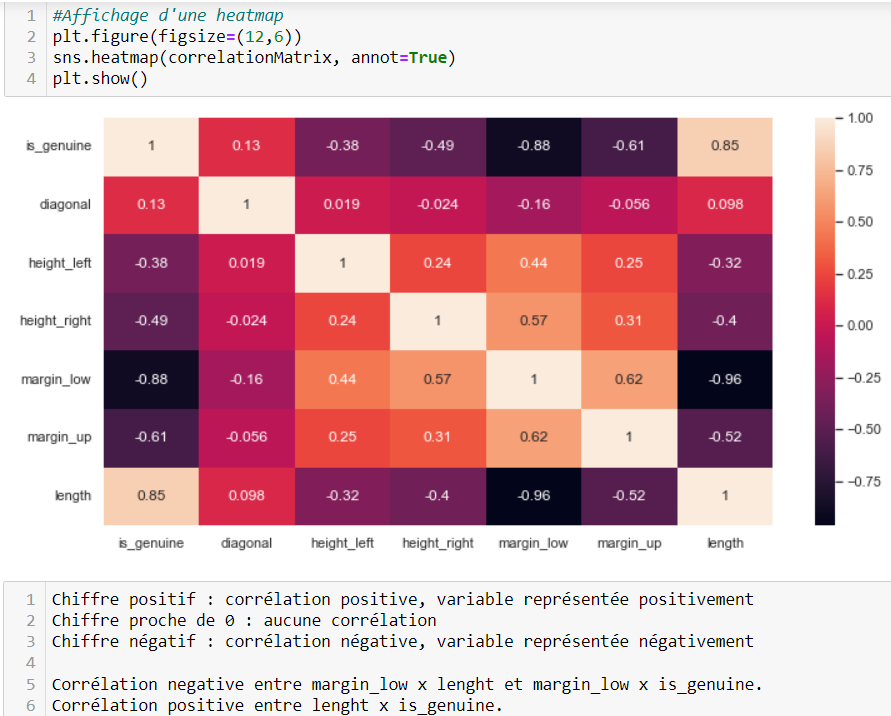 1 #Affichage d'une heatmap
2 plt.figure(figsize=(12,6))
3 sns.heatmap(correlationMatrix, annot=True)
4 plt.show()
is_genuine 1 0.13 -0.38 -0.49 -0.88 -0.61 0.85
diagonal 0.13 1 0.019 -0.024 -0.16 -0.056 0.098
height_left -0.38 0.019 1 0.24 0.44 0.25 -0.32
height_right -0.49 -0.024 0.24 1 0.57 0.31 -0.4
margin_low -0.88 -0.16 0.44 0.57 1 0.62 -0.96
margin_up -0.61 -0.056 0.25 0.31 0.62 1 -0.52
length 0.85 0.098 -0.32 -0.4 -0.96 -0.52 1
is_genuine diagonal height_left height_right margin_low margin_up length
1.00
0.75
0.50
0.25
0.00
-0.25
-0.50
-0.75
1 Chiffre positif : corrélation positive, variable représentée positivement
2 Chiffre proche de 0 : aucune corrélation
3 Chiffre négatif : corrélation négative, variable représentée négativement
4
5 Corrélation negative entre margin_low x lenght et margin_low x is_genuine.
6 Corrélation positive entre lenght x is_genuine.